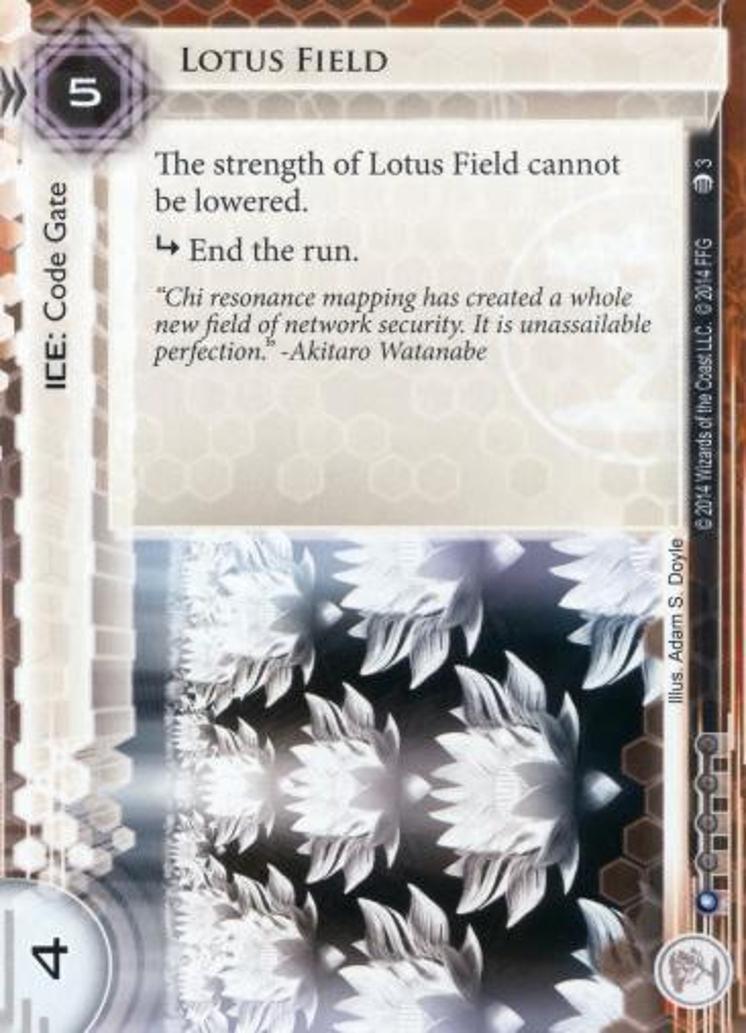 LOTUS FIELD
5
ICE: Code Gate
The strength of Lotus Field cannot
be lowered.
↳ End the run.
“Chi resonance mapping has created a whole
new field of network security. It is unassailable
perfection.” -Akitaro Watanabe
3
© 2014 Wizards of the Coast LLC. © 2014 FFG
Illus. Adam S. Doyle
4